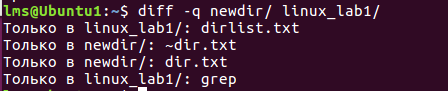 lms@Ubuntu1:~$ diff -q newdir/ linux_lab1/
Только в linux_lab1/: dirlist.txt
Только в newdir/: ~dir.txt
Только в newdir/: dir.txt
Только в linux_lab1/: grep